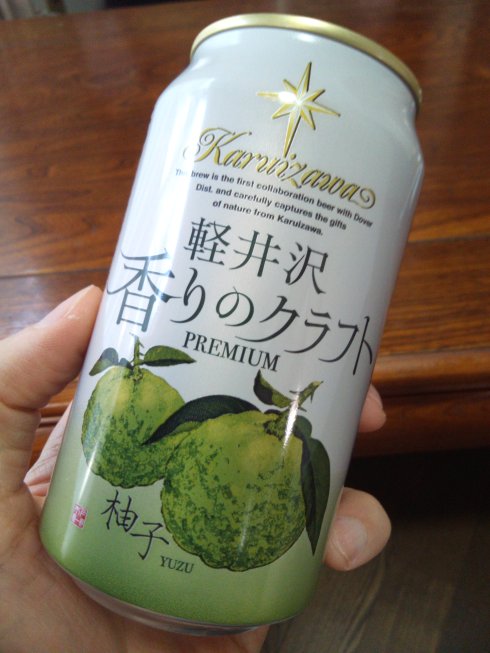 Karuizawa
The brew is the first collaboration beer with Dover
Dist. and carefully captures the gifts
of nature from Karuizawa.
軽井沢
香りのクラフト
PREMIUM
柚子
YUZU